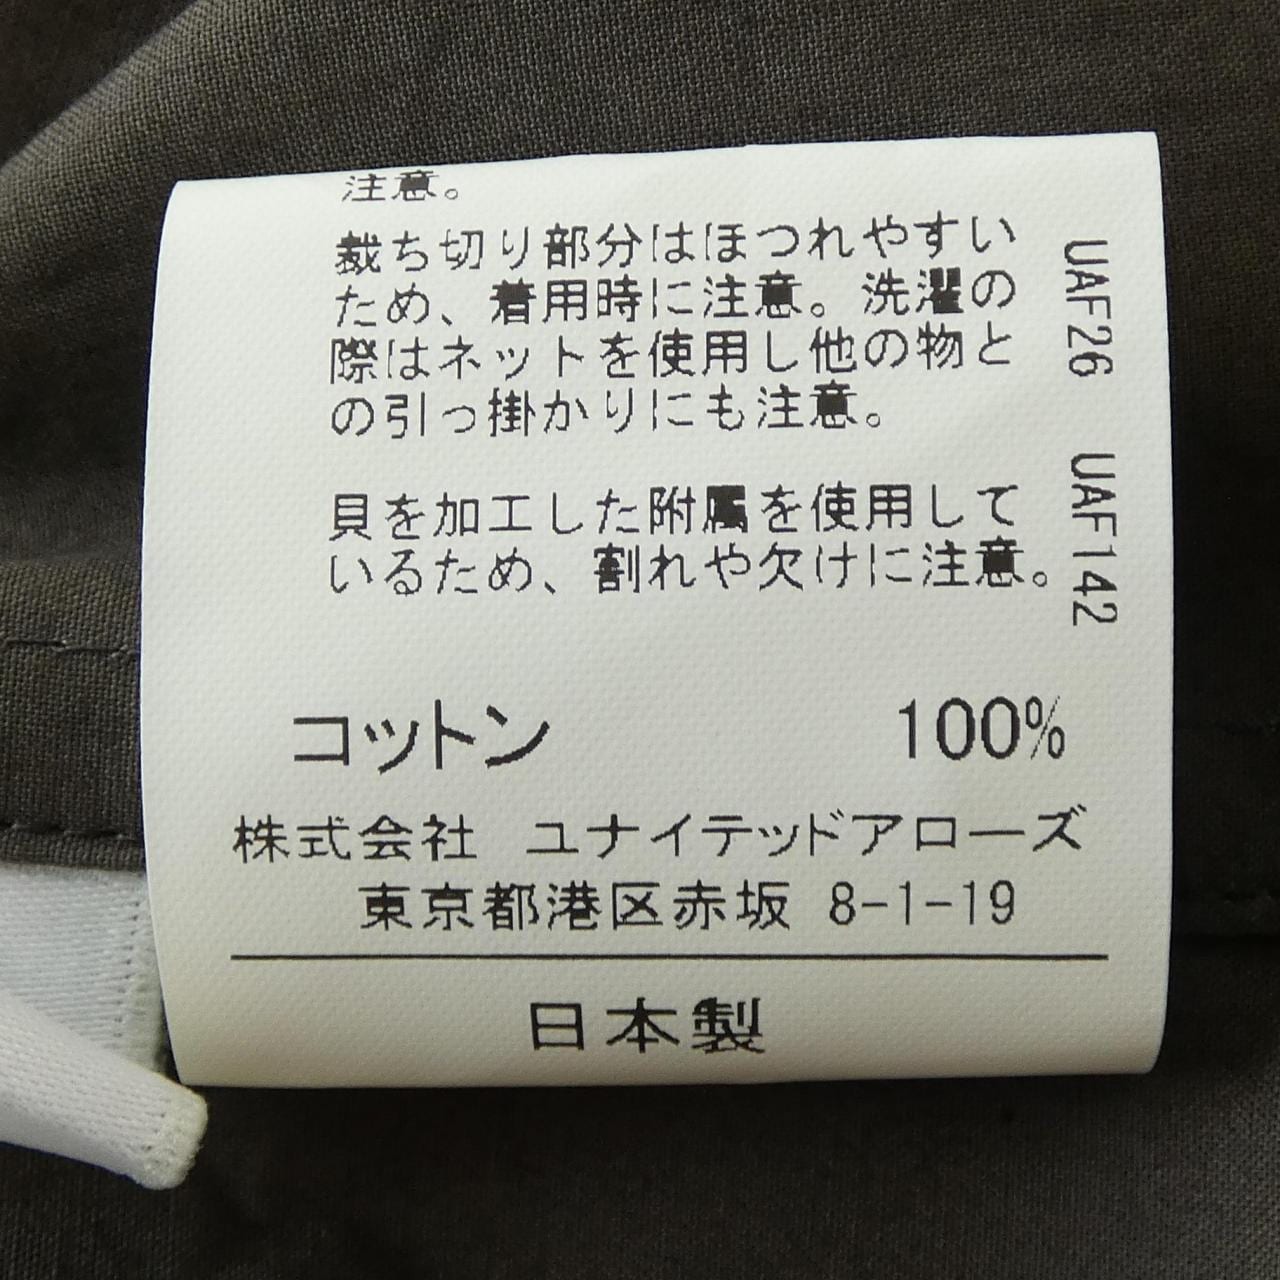 注意。
裁ち切り部分はほつれやすい
ため、着用時に注意。洗濯の
際はネットを使用し他の物と
の引っ掛かりにも注意。
貝を加工した附属を使用して
いるため、割れや欠けに注意。
UAF26 UAF142
コットン 100%
株式会社 ユナイテッドアローズ
東京都港区赤坂 8-1-19
日本製